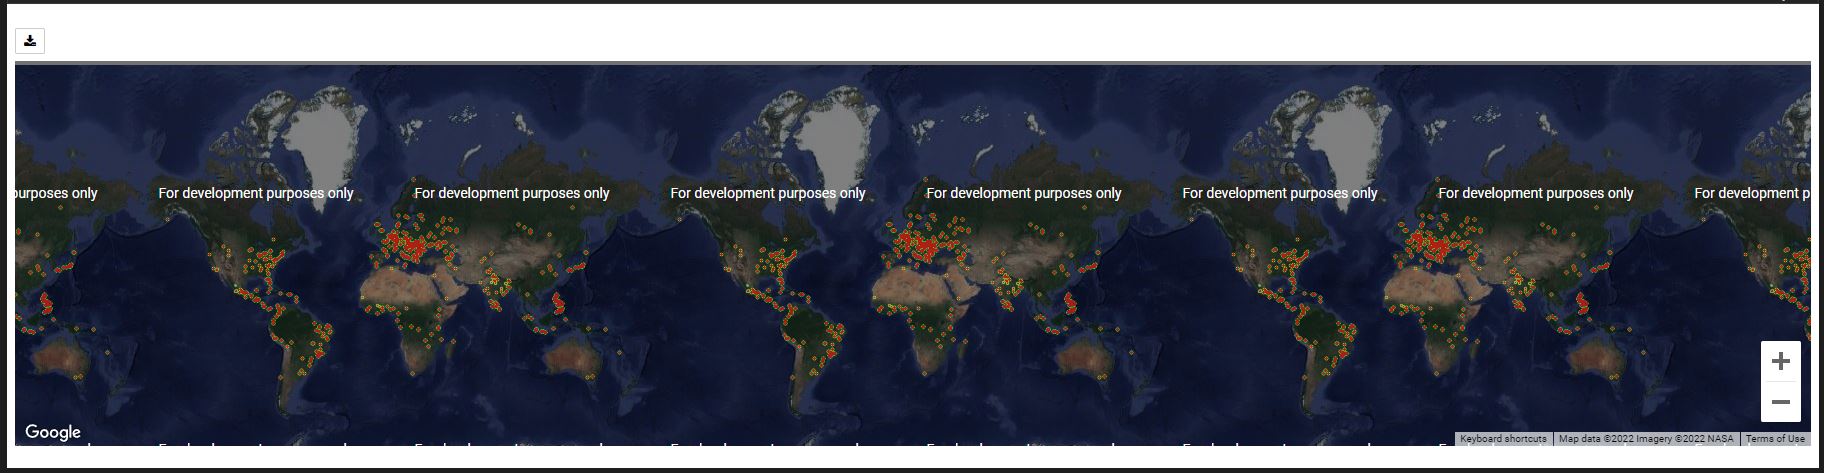 urposes only For development purposes only For development purposes only For development purposes only For development purposes only For development purposes only For development purposes only For development p
Google
Keyboard shortcuts Map data ©2022 Imagery ©2022 NASA Terms of Use